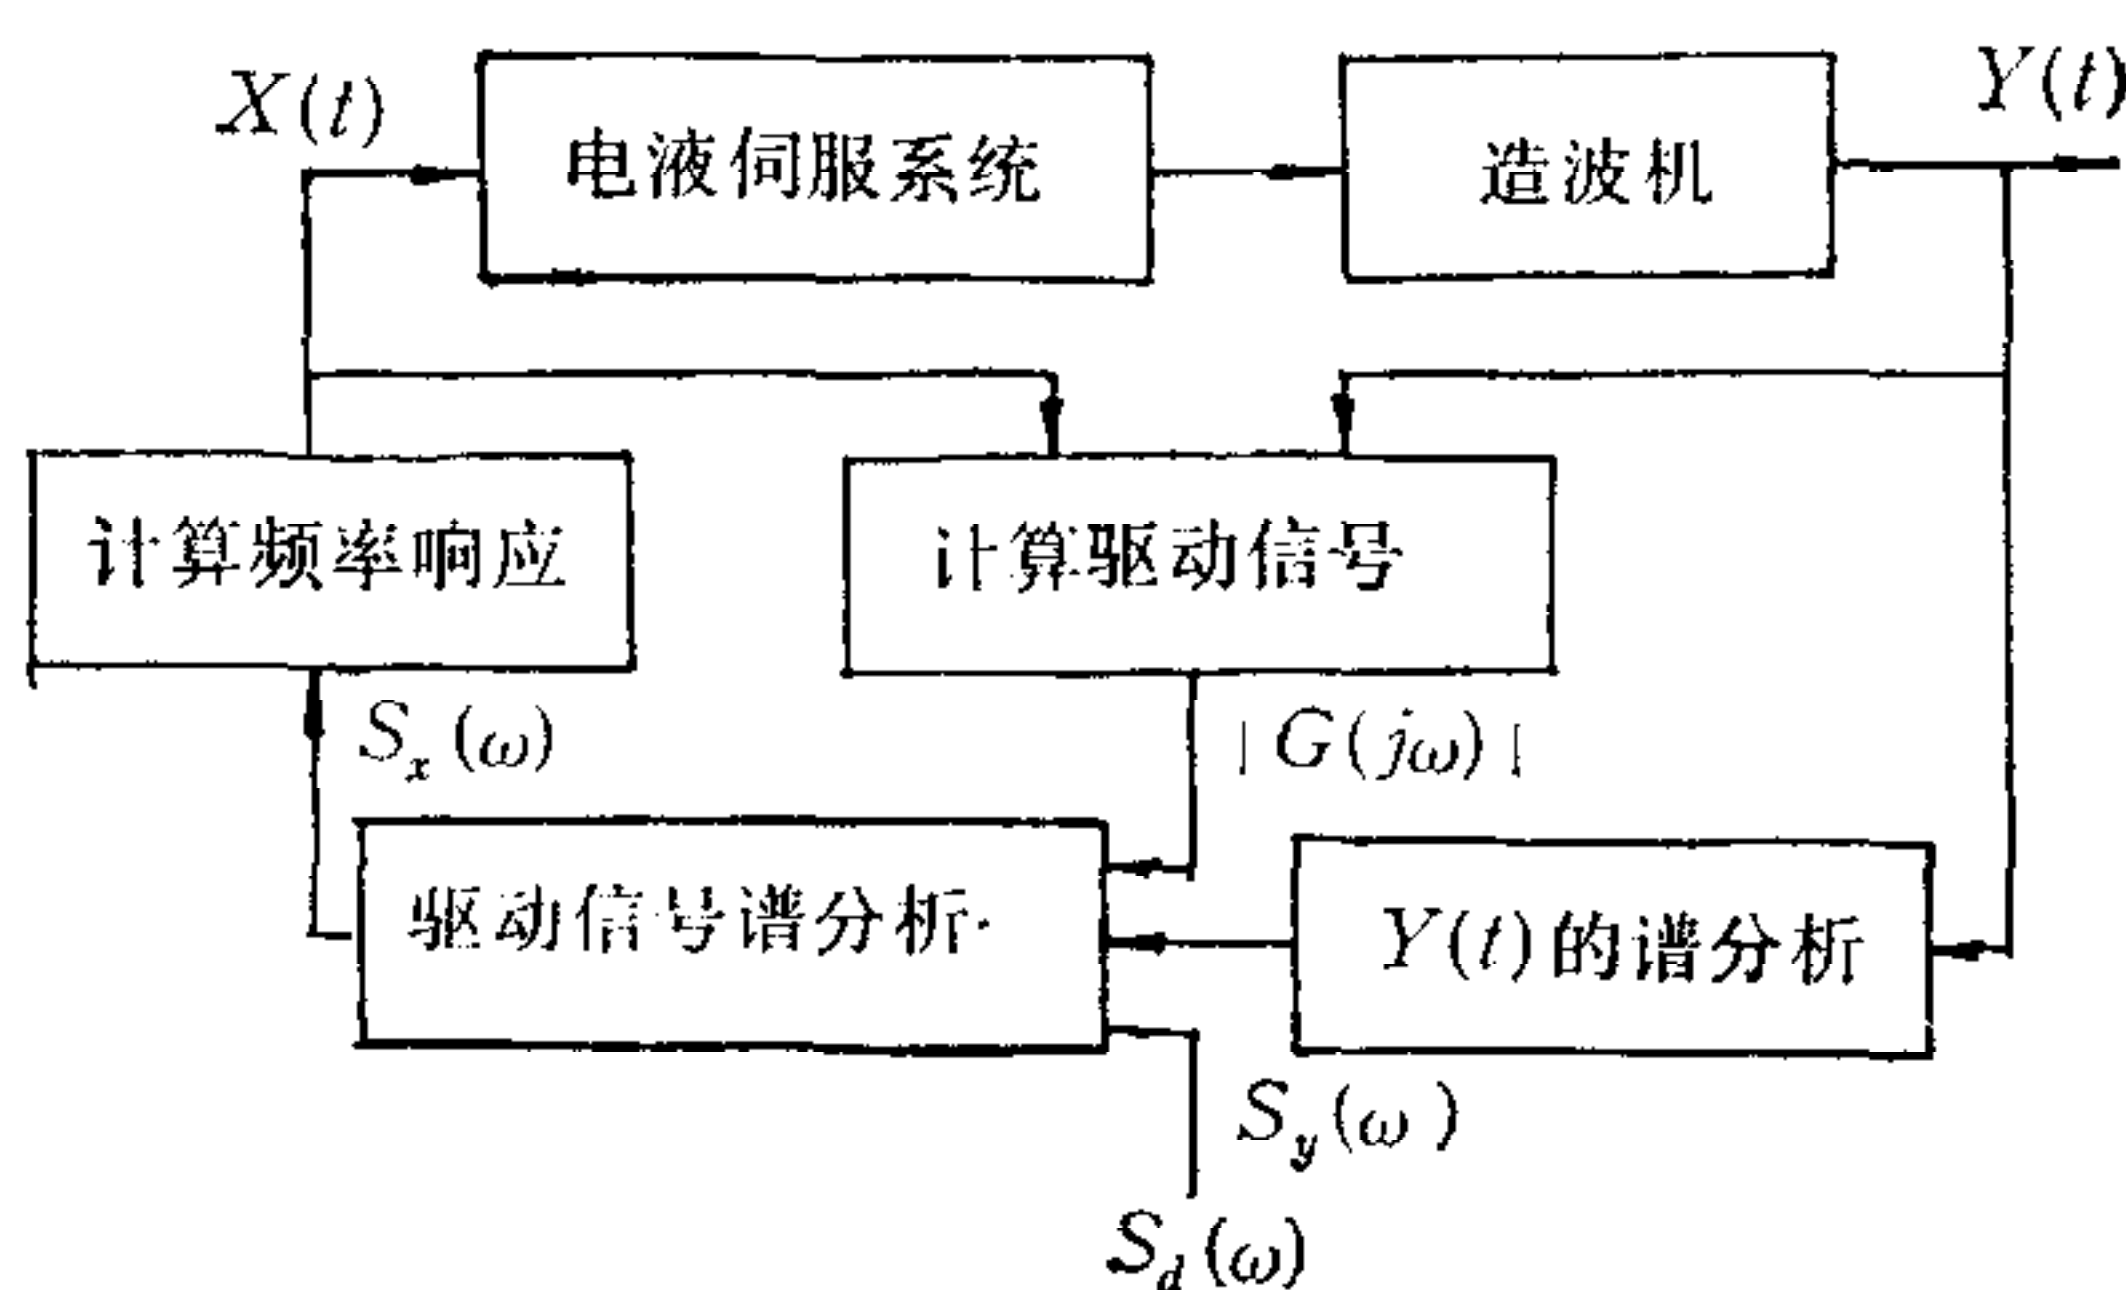 X(t)
电液伺服系统
造波机
Y(t)
计算频率响应
计算驱动信号
Sₓ(ω)
|G(jω)|
驱动信号谱分析
Y(t)的谱分析
S_y(ω)
S_d(ω)